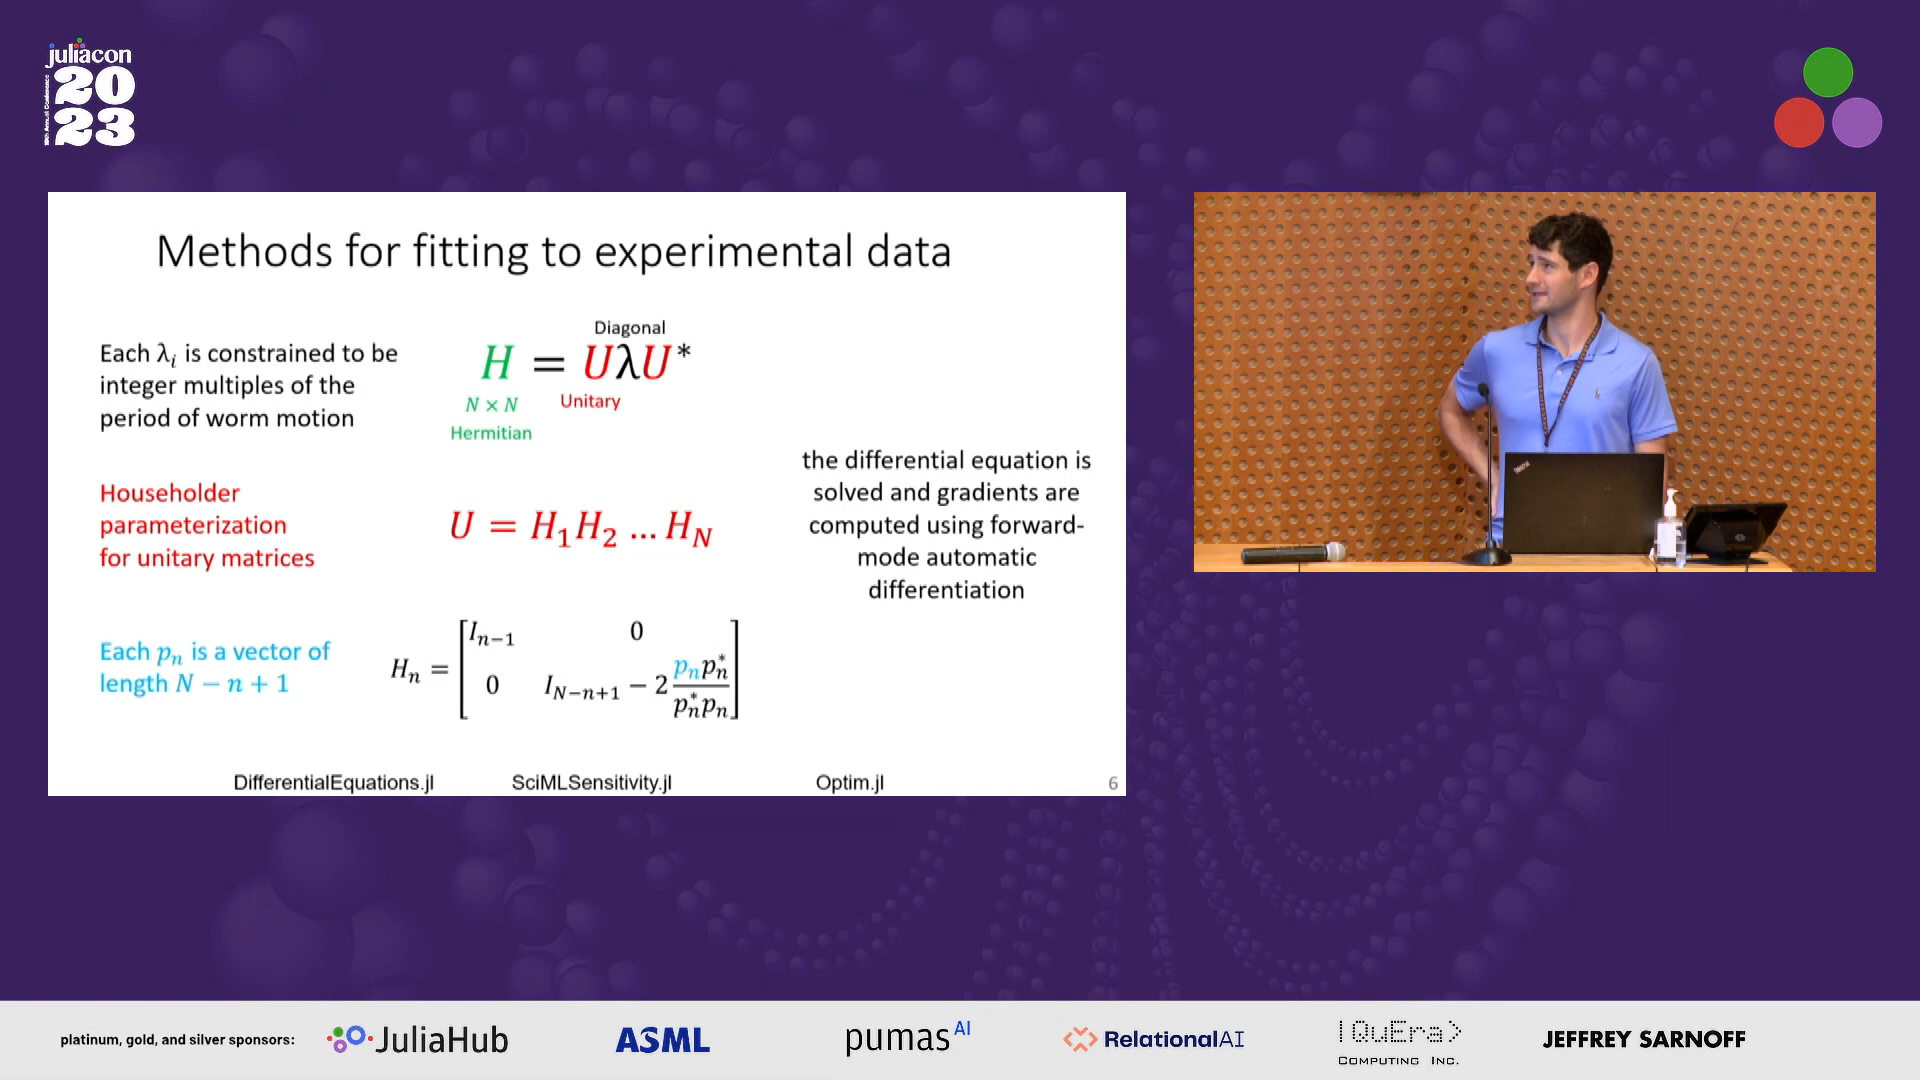 juliacon
20
23
Methods for fitting to experimental data
Each λᵢ is constrained to be
integer multiples of the
period of worm motion
Diagonal
H = UλU*
N × N
Unitary
Hermitian
Householder
parameterization
for unitary matrices
U = H₁H₂ … H_N
the differential equation is
solved and gradients are
computed using forward-
mode automatic
differentiation
Each pₙ is a vector of
length N − n + 1
Hₙ = [Iₙ₋₁ 0
0 I_{N−n+1} − 2 pₙpₙ* / pₙ*pₙ]
DifferentialEquations.jl
SciMLSensitivity.jl
Optim.jl
6
platinum, gold, and silver sponsors:
JuliaHub
ASML
pumasAI
RelationalAI
|QuEra>
COMPUTING INC.
JEFFREY SARNOFF